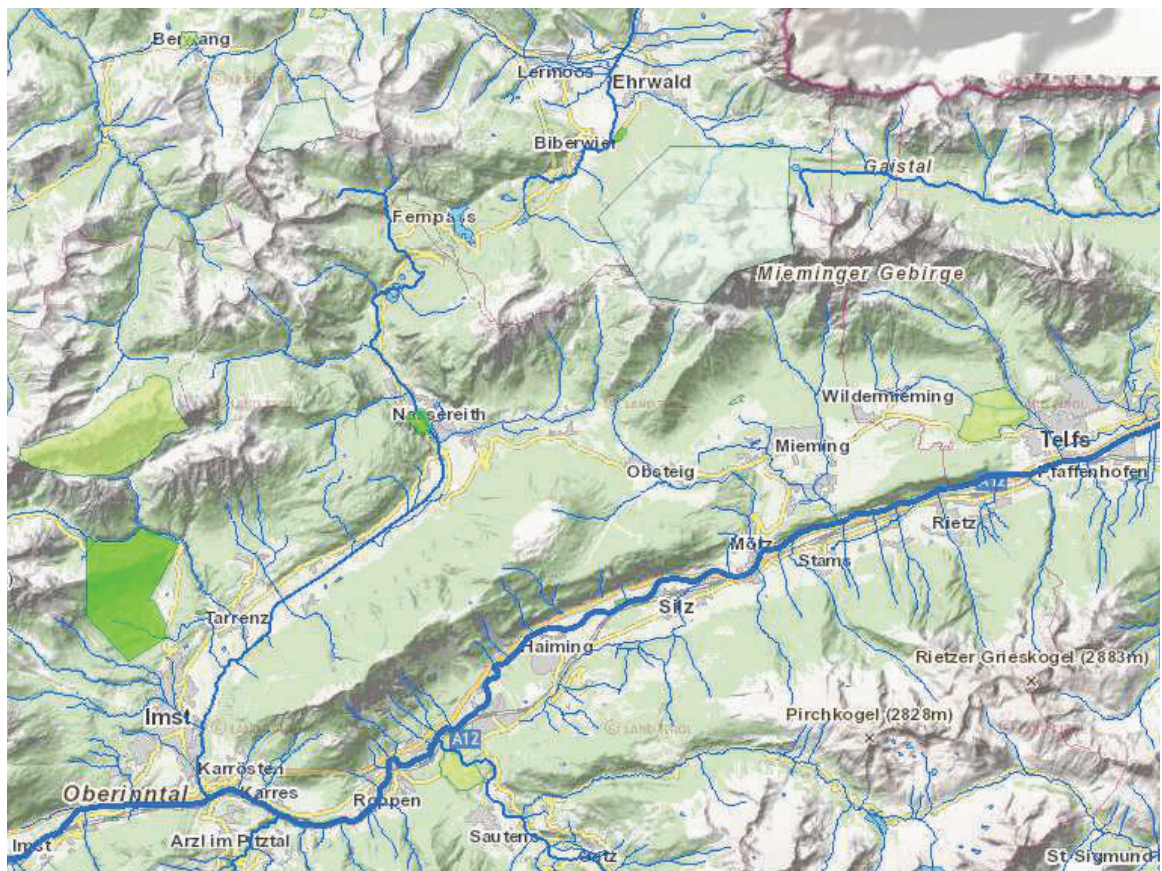 Berwang
Lermoos
Ehrwald
Biberwier
Gaistal
Fernpass
Mieminger Gebirge
Wildermieming
Nassereith
Telfs
Mieming
Obsteig
Pfaffenhofen
A12
Rietz
Mötz
Stams
Silz
Tarrenz
Haiming
Rietzer Grieskogel (2883m)
Imst
Pirchkogel (2828m)
A12
Karrösten
Oberinntal
Karres
Roppen
Arzl im Pitztal
Sautens
Imst
Oetz
St Sigmund